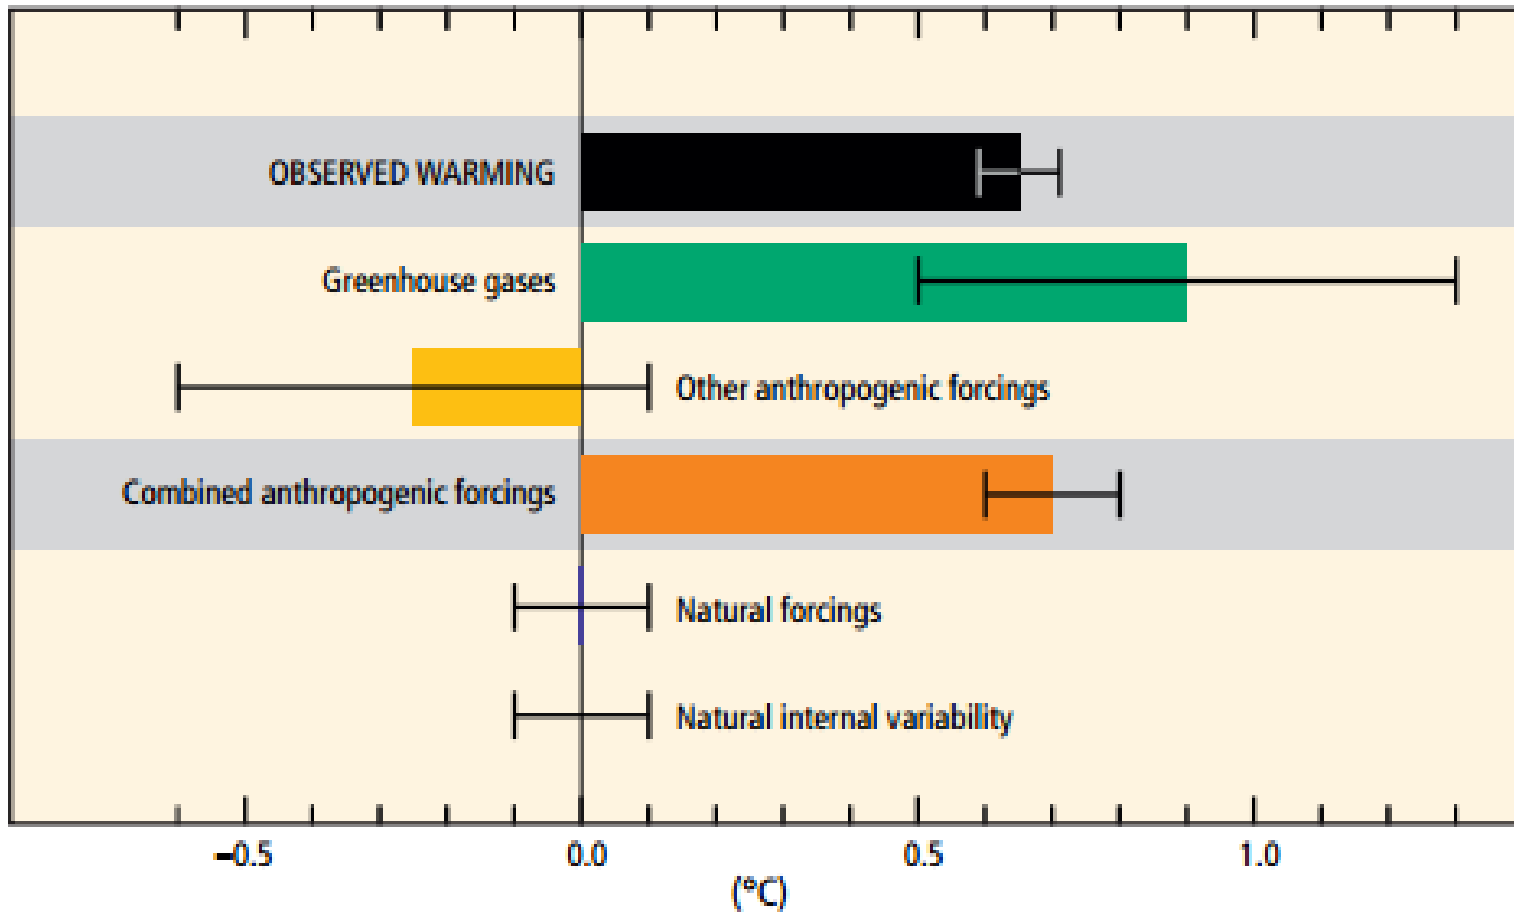 OBSERVED WARMING
Greenhouse gases
Other anthropogenic forcings
Combined anthropogenic forcings
Natural forcings
Natural internal variability
–0.5 0.0 0.5 1.0
(°C)